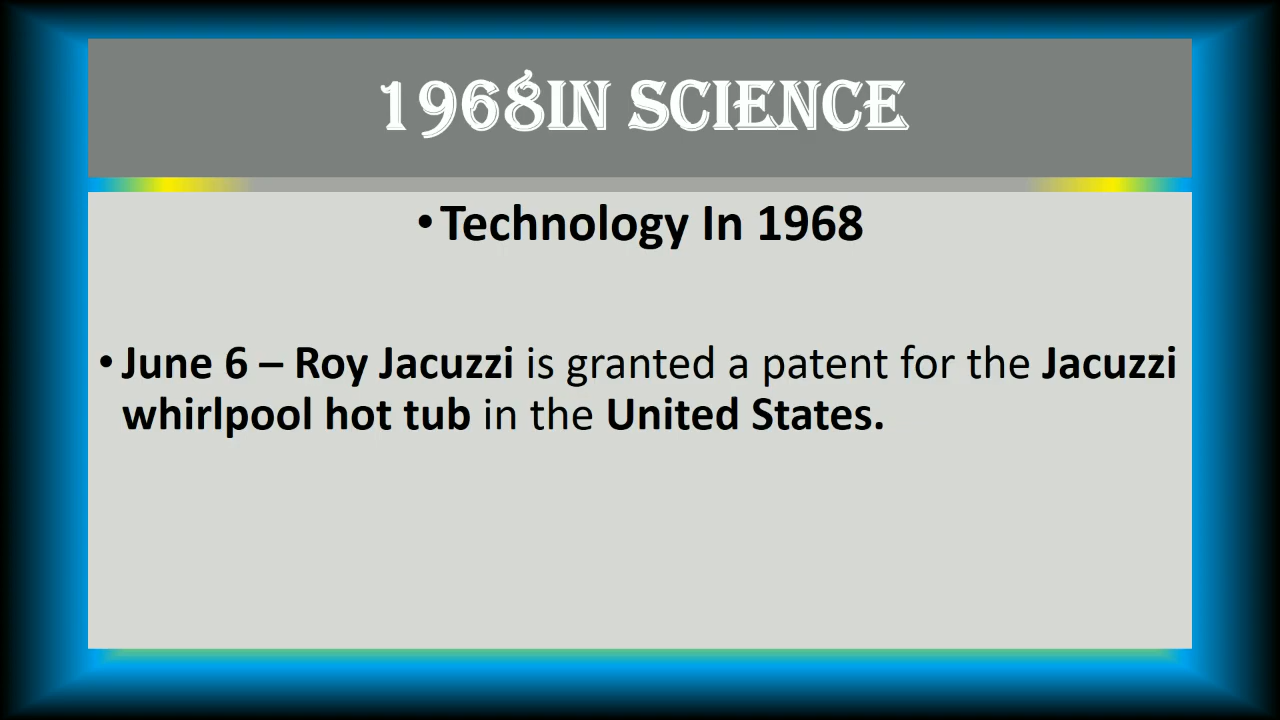 1968IN SCIENCE
•Technology In 1968
•June 6 – Roy Jacuzzi is granted a patent for the Jacuzzi
whirlpool hot tub in the United States.